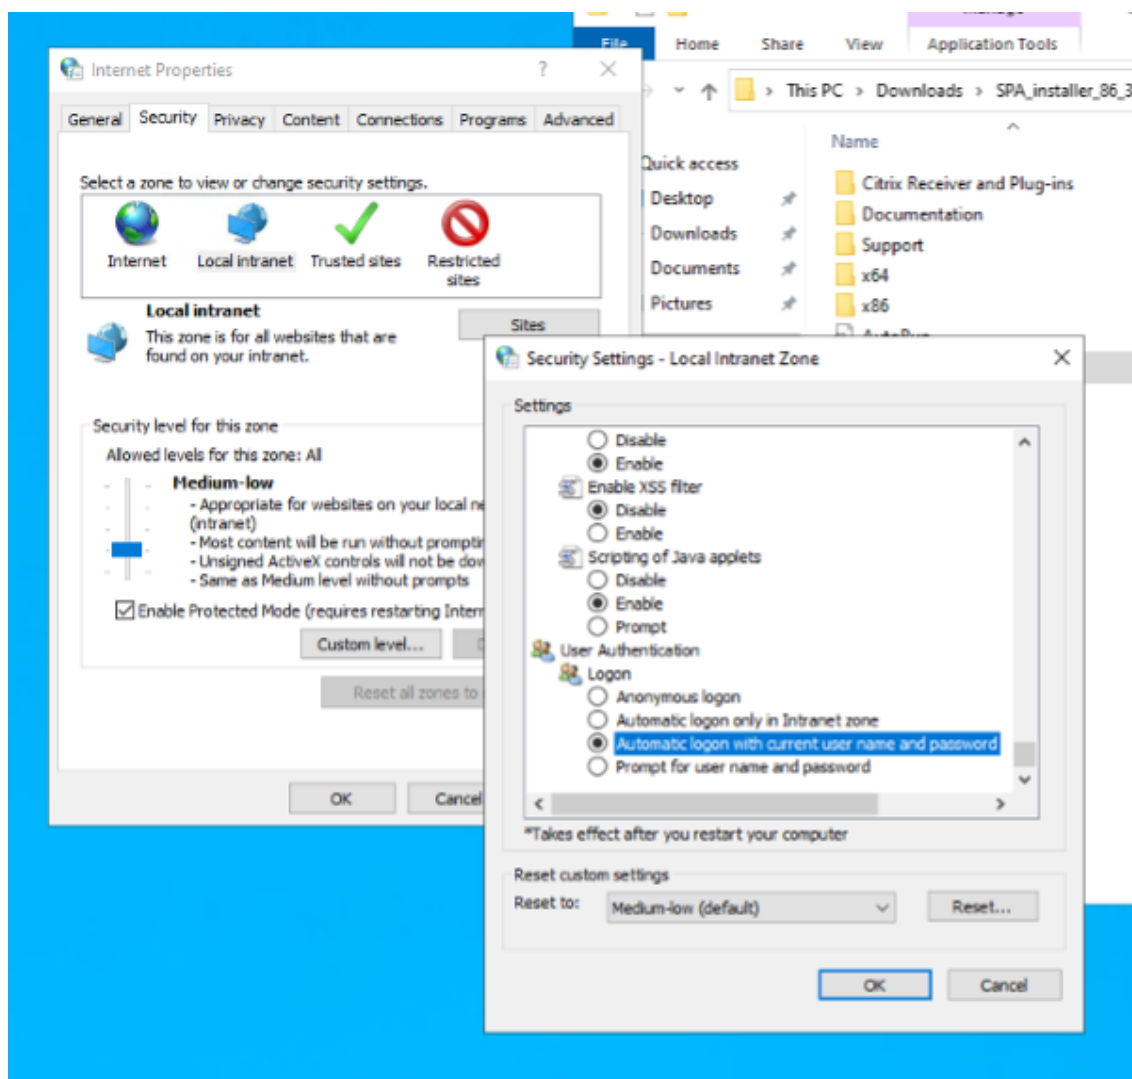 File
Home
Share
View
Application Tools
Internet Properties
?
This PC > Downloads > SPA_installer_86_3
General
Security
Privacy
Content
Connections
Programs
Advanced
Name
Quick access
Desktop
Downloads
Documents
Pictures
Citrix Receiver and Plug-ins
Documentation
Support
x64
x86
Select a zone to view or change security settings.
Internet
Local intranet
Trusted sites
Restricted
sites
Local intranet
This zone is for all websites that are
found on your intranet.
Sites
Security level for this zone
Allowed levels for this zone: All
Medium-low
- Appropriate for websites on your local ne
(intranet)
- Most content will be run without promptin
- Unsigned ActiveX controls will not be dow
- Same as Medium level without prompts
Enable Protected Mode (requires restarting Intern
Custom level...
Reset all zones to
OK
Cancel
Security Settings - Local Intranet Zone
Settings
Disable
Enable
Enable XSS filter
Disable
Enable
Scripting of Java applets
Disable
Enable
Prompt
User Authentication
Logon
Anonymous logon
Automatic logon only in Intranet zone
Automatic logon with current user name and password
Prompt for user name and password
*Takes effect after you restart your computer
Reset custom settings
Reset to:
Medium-low (default)
Reset...
OK
Cancel